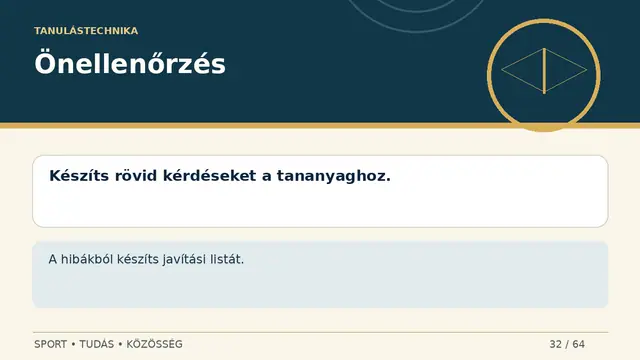 TANULÁSTECHNIKA
Önellenőrzés
Készíts rövid kérdéseket a tananyaghoz.
A hibákból készíts javítási listát.
SPORT • TUDÁS • KÖZÖSSÉG
32 / 64